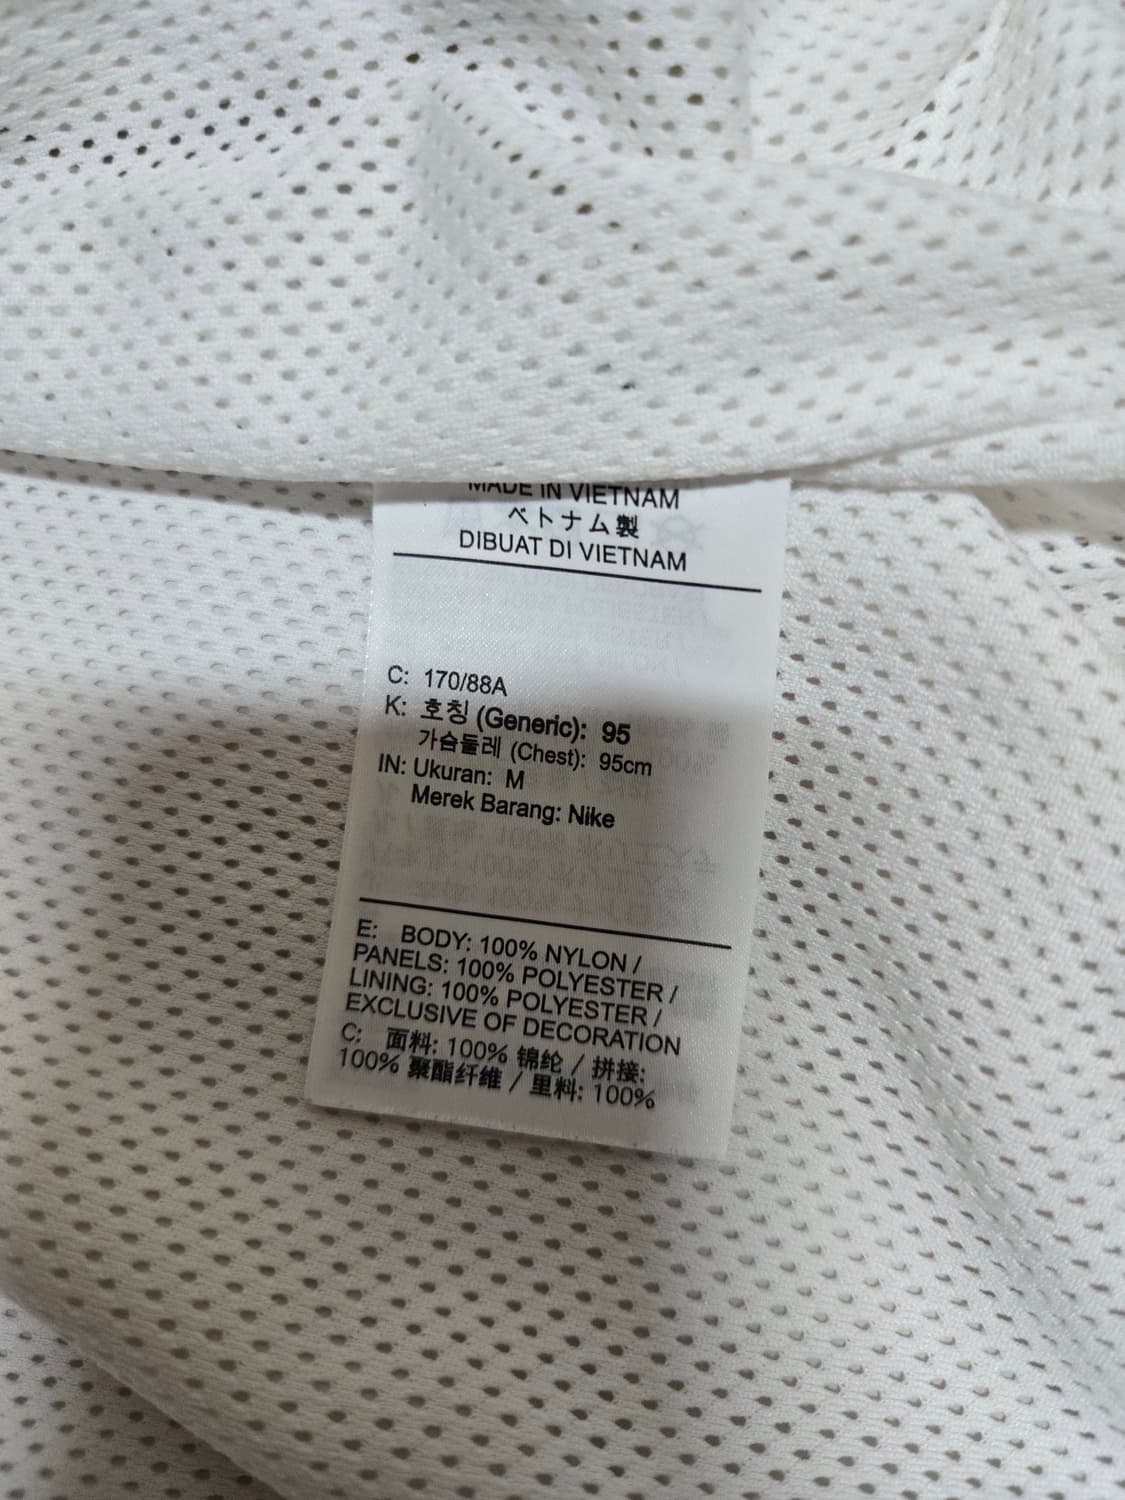 MADE IN VIETNAM
ベトナム製
DIBUAT DI VIETNAM
C: 170/88A
K: 호칭 (Generic): 95
가슴둘레 (Chest): 95cm
IN: Ukuran: M
Merek Barang: Nike
E: BODY: 100% NYLON /
PANELS: 100% POLYESTER /
LINING: 100% POLYESTER /
EXCLUSIVE OF DECORATION
C: 面料: 100% 锦纶 / 拼接:
100% 聚酯纤维 / 里料: 100%